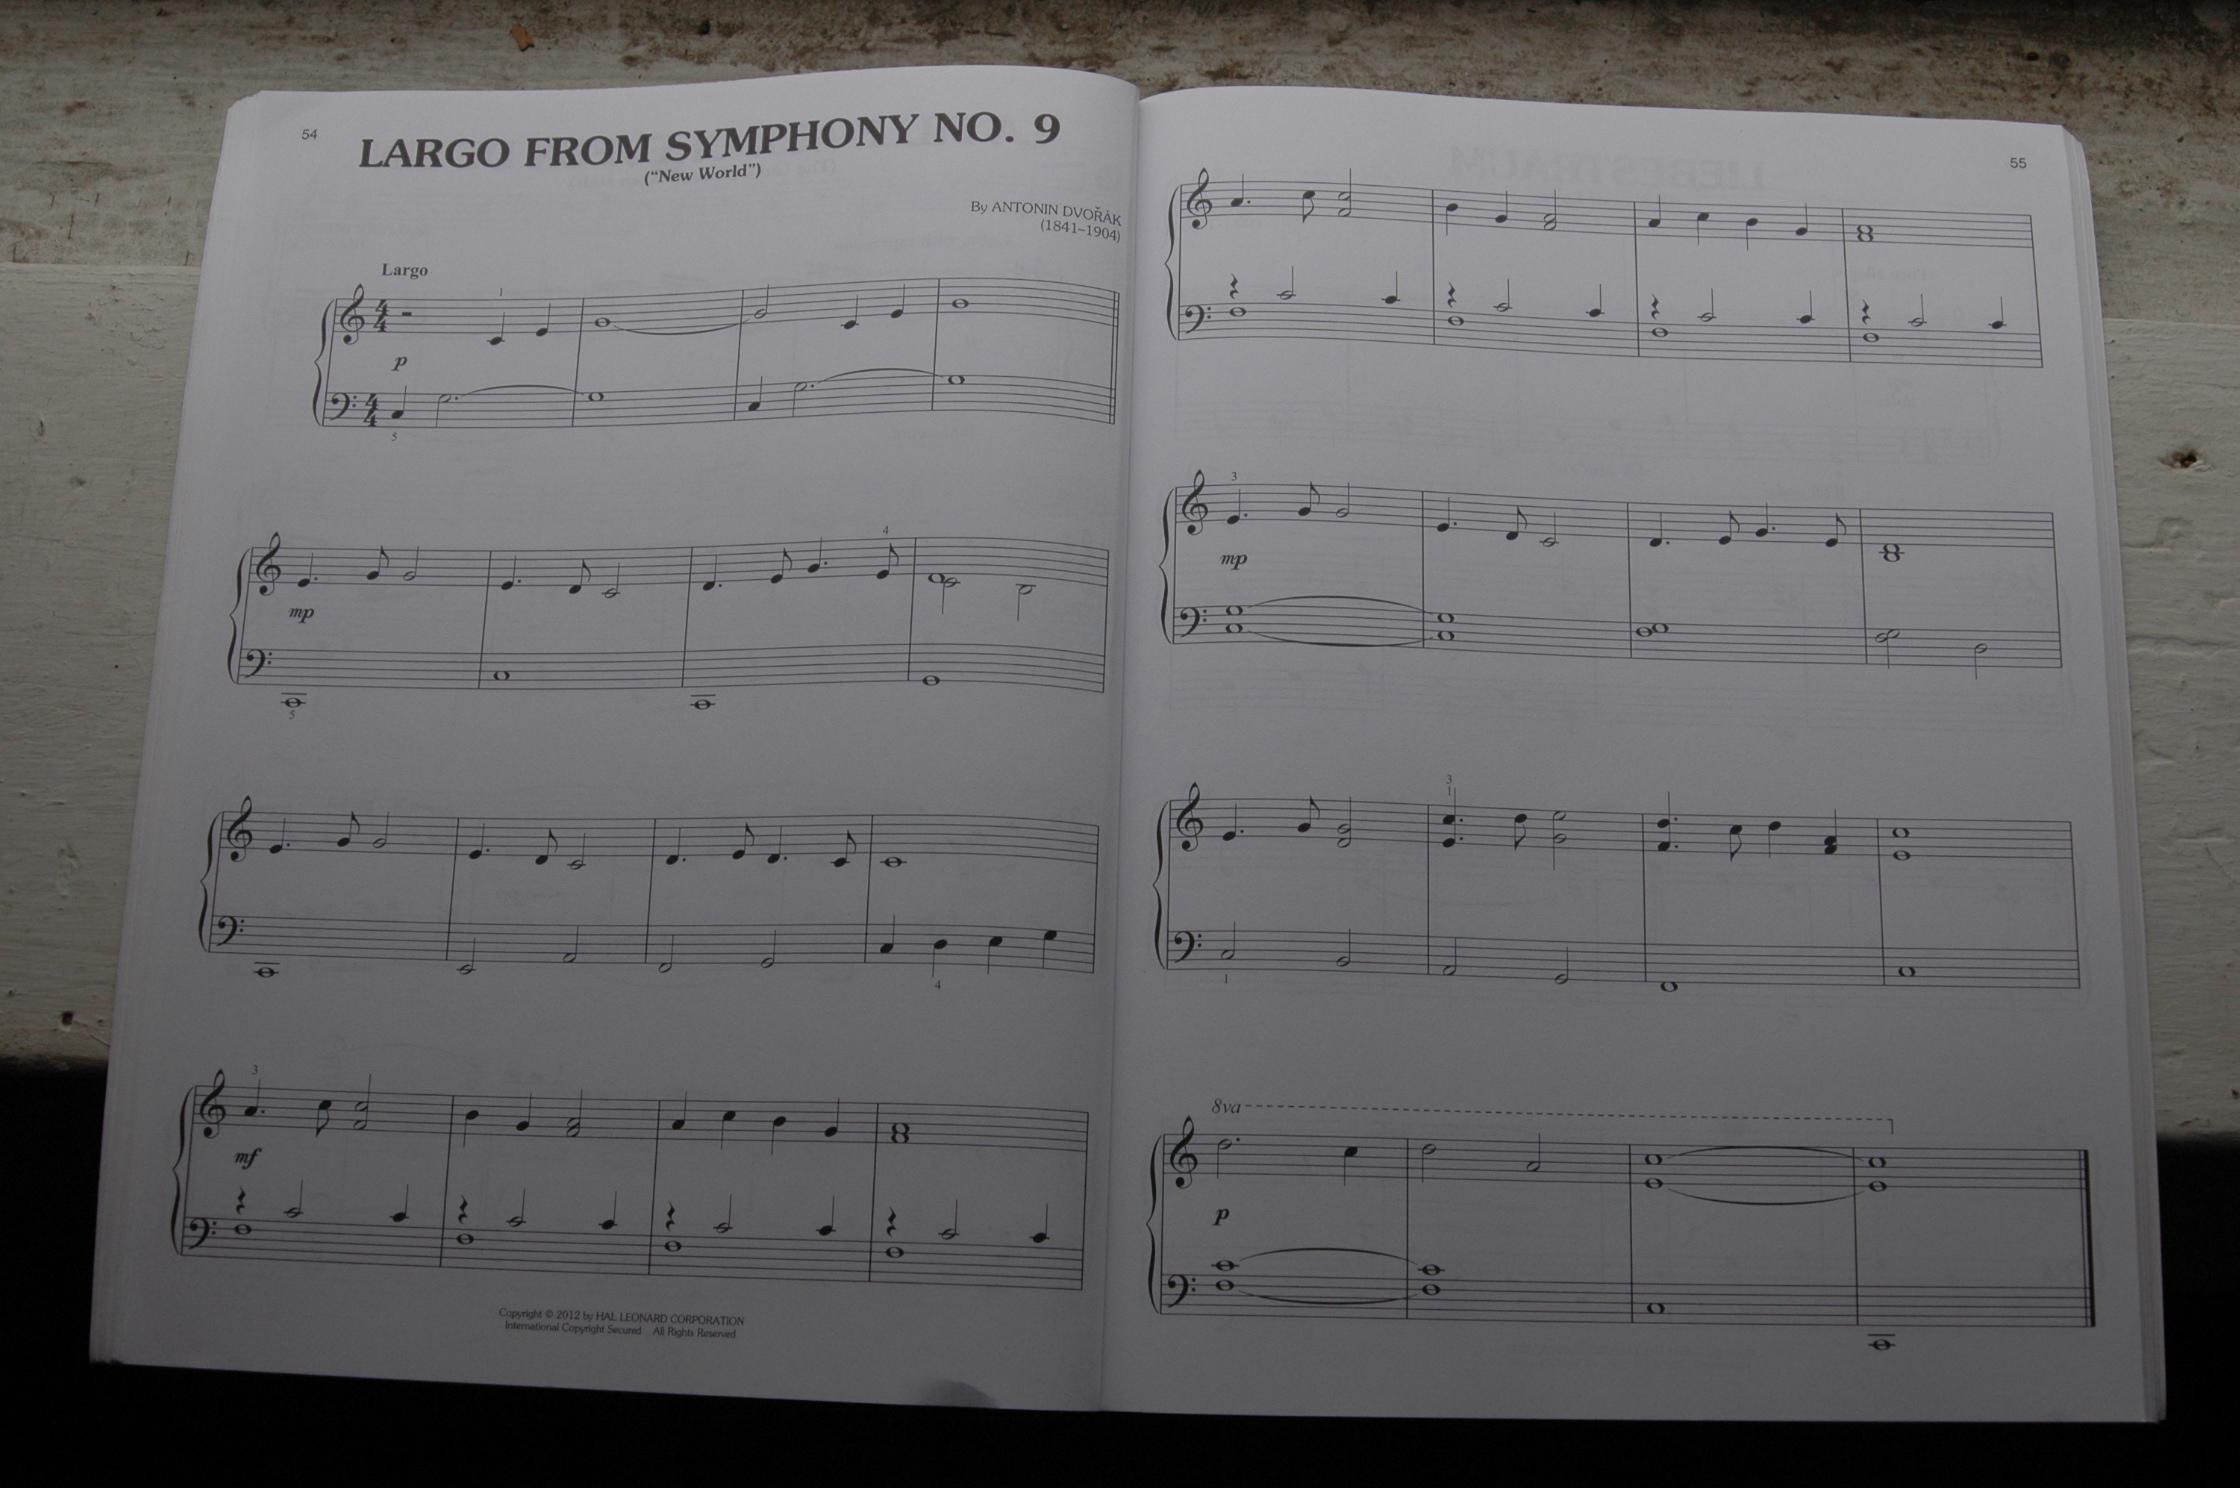 54
LARGO FROM SYMPHONY NO. 9
("New World")
By ANTONIN DVOŘÁK
(1841–1904)
Largo
1
4
4
p
4
4
5
4
mp
5
4
3
mf
Copyright © 2012 by HAL LEONARD CORPORATION
International Copyright Secured All Rights Reserved
55
3
mp
3
1
1
8va
p